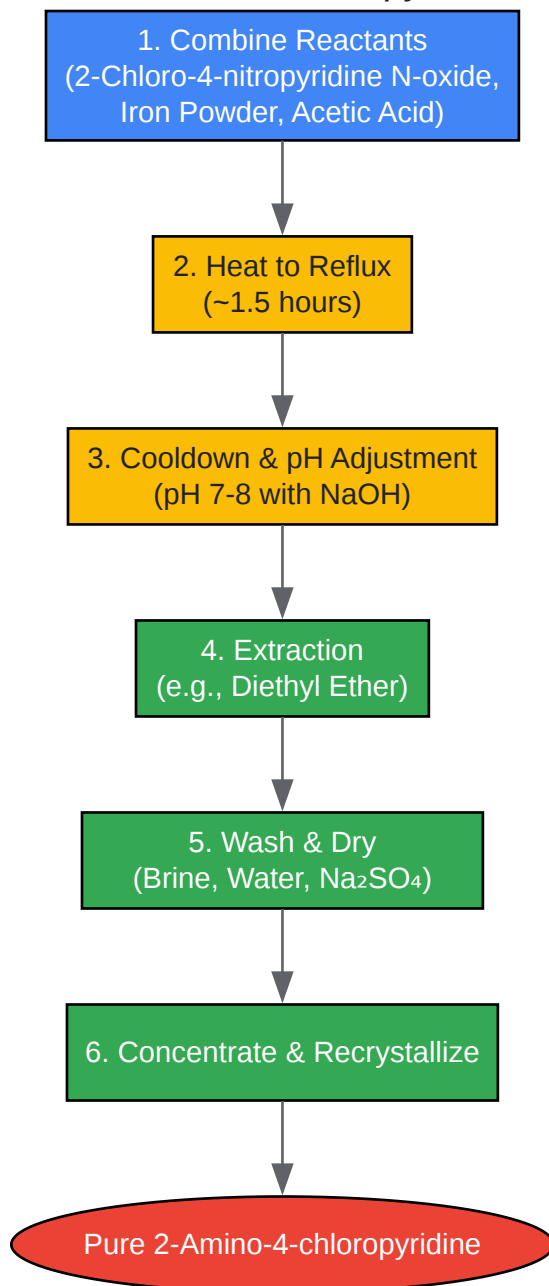 1. Combine Reactants
(2-Chloro-4-nitropyridine N-oxide,
Iron Powder, Acetic Acid)
2. Heat to Reflux
(~1.5 hours)
3. Cooldown & pH Adjustment
(pH 7-8 with NaOH)
4. Extraction
(e.g., Diethyl Ether)
5. Wash & Dry
(Brine, Water, Na₂SO₄)
6. Concentrate & Recrystallize
Pure 2-Amino-4-chloropyridine